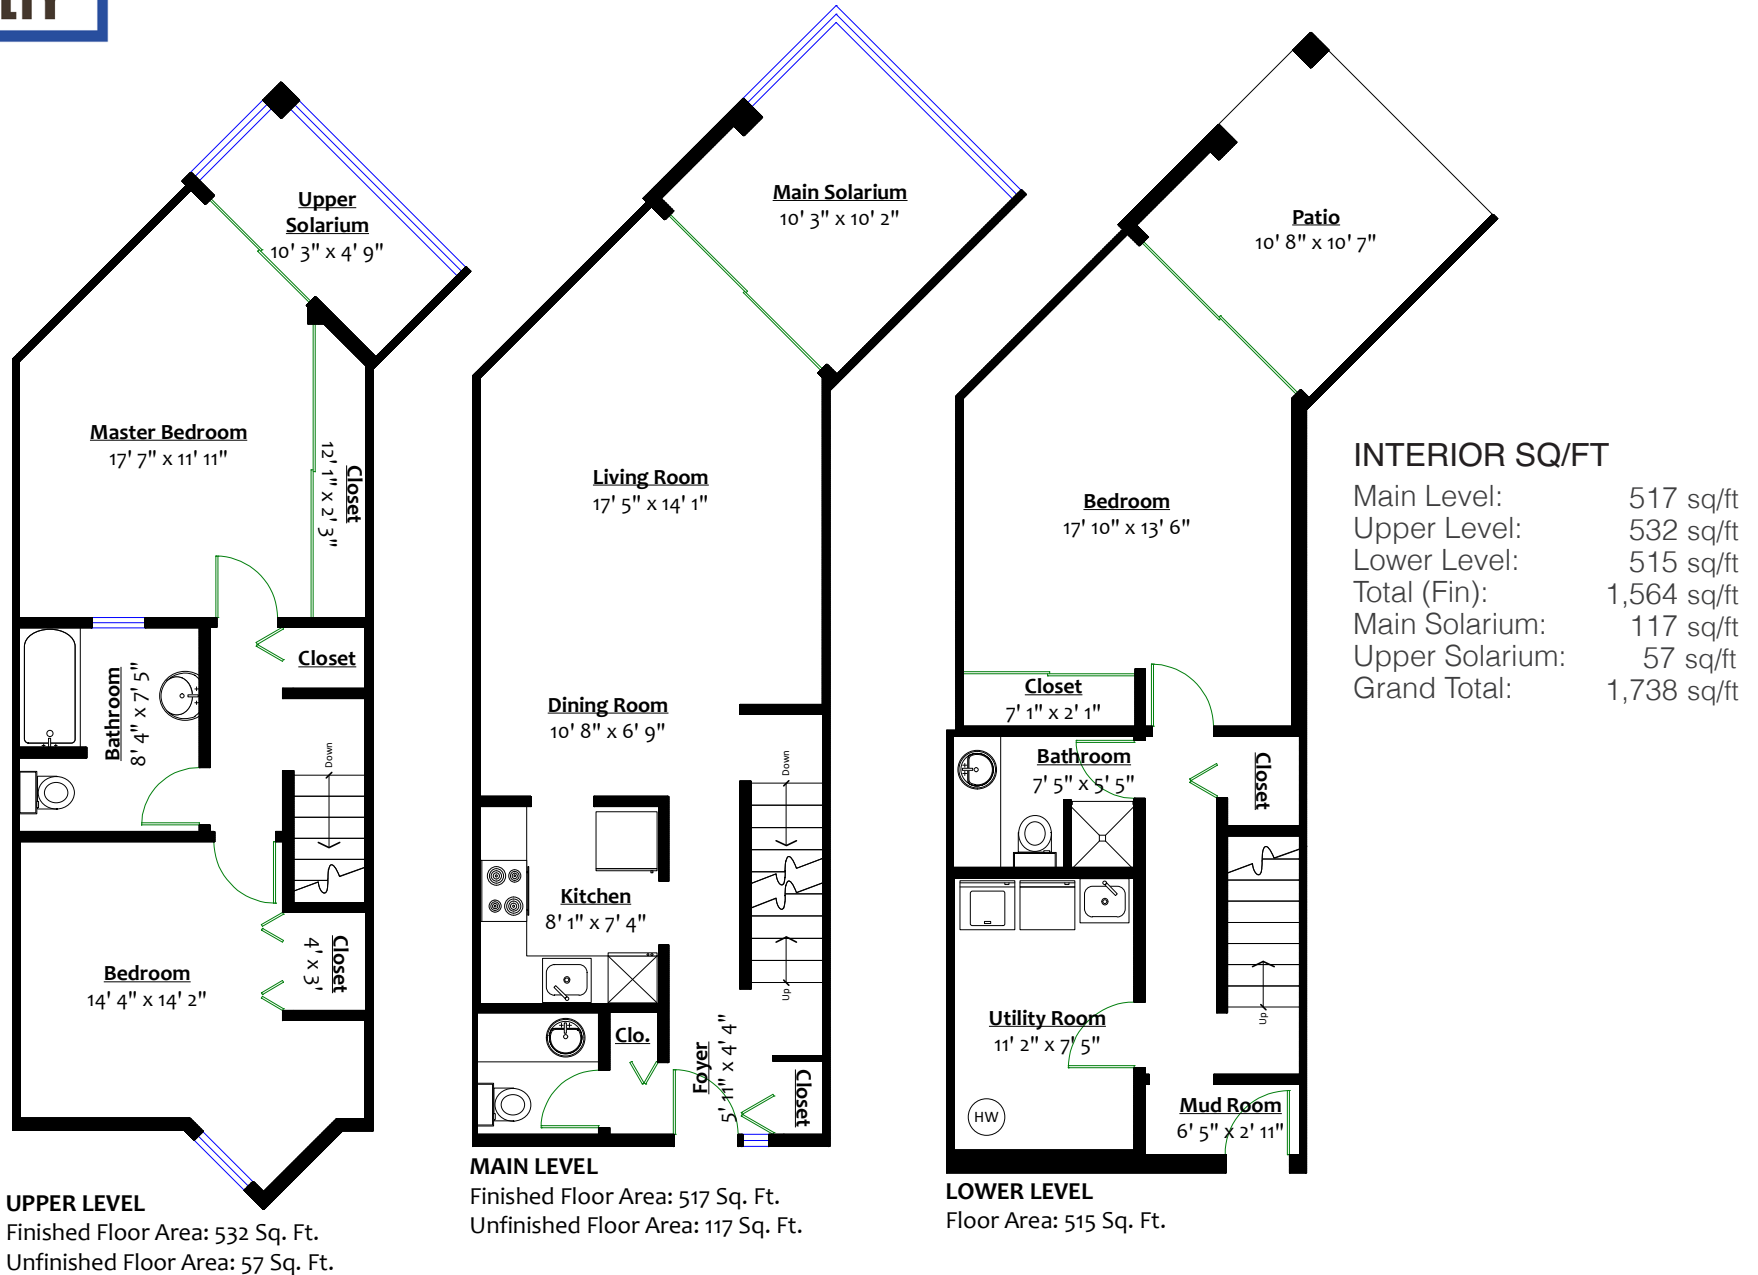 LTY
Upper
Solarium
10' 3" x 4' 9"
Master Bedroom
17' 7" x 11' 11"
Closet
12' 1" x 2' 3"
Closet
Bathroom
8' 4" x 7' 5"
Down
Bedroom
14' 4" x 14' 2"
Closet
4' x 3'
UPPER LEVEL
Finished Floor Area: 532 Sq. Ft.
Unfinished Floor Area: 57 Sq. Ft.
Main Solarium
10' 3" x 10' 2"
Living Room
17' 5" x 14' 1"
Dining Room
10' 8" x 6' 9"
Down
Kitchen
8' 1" x 7' 4"
Up
Clo.
Foyer
5' 11" x 4' 4"
Closet
MAIN LEVEL
Finished Floor Area: 517 Sq. Ft.
Unfinished Floor Area: 117 Sq. Ft.
Patio
10' 8" x 10' 7"
Bedroom
17' 10" x 13' 6"
Closet
7' 1" x 2' 1"
Bathroom
7' 5" x 5' 5"
Closet
Utility Room
11' 2" x 7' 5"
Up
HW
Mud Room
6' 5" x 2' 11"
LOWER LEVEL
Floor Area: 515 Sq. Ft.
INTERIOR SQ/FT
Main Level: 517 sq/ft
Upper Level: 532 sq/ft
Lower Level: 515 sq/ft
Total (Fin): 1,564 sq/ft
Main Solarium: 117 sq/ft
Upper Solarium: 57 sq/ft
Grand Total: 1,738 sq/ft